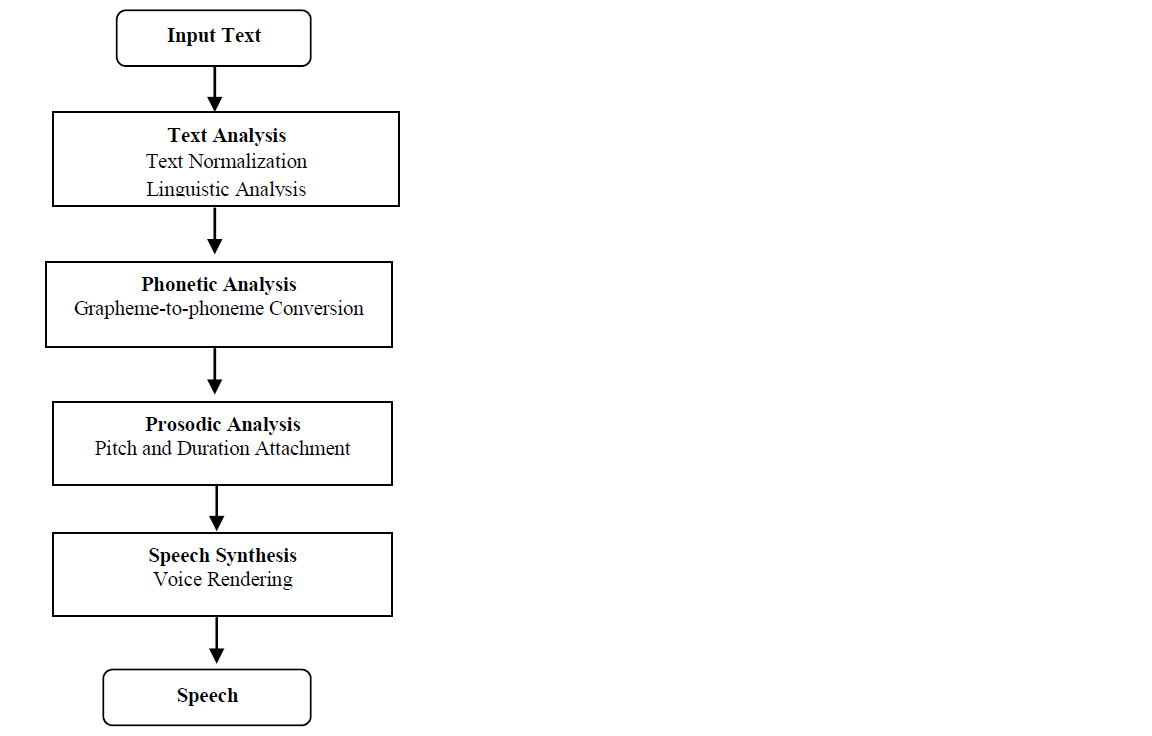 Input Text
Text Analysis
Text Normalization
Linguistic Analysis
Phonetic Analysis
Grapheme-to-phoneme Conversion
Prosodic Analysis
Pitch and Duration Attachment
Speech Synthesis
Voice Rendering
Speech